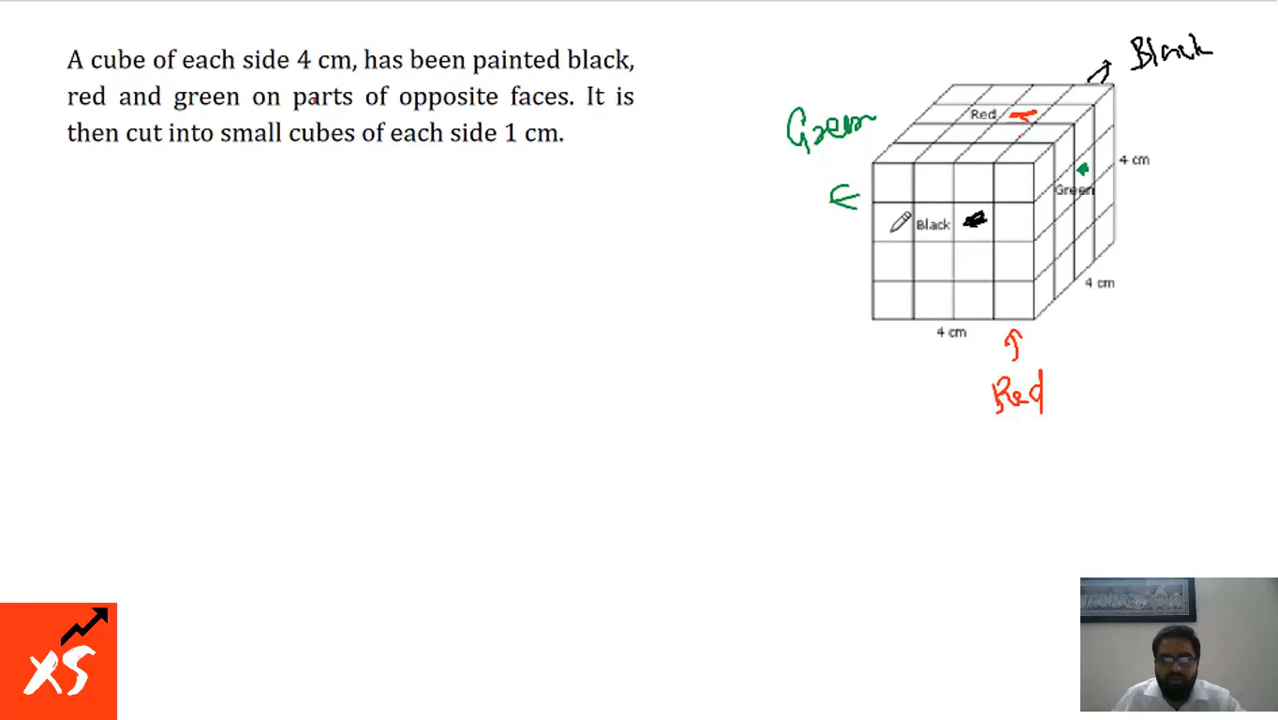 A cube of each side 4 cm, has been painted black,
red and green on parts of opposite faces. It is
then cut into small cubes of each side 1 cm.
Black
Green
Red
4 cm
Green
Black
4 cm
4 cm
Red
XS